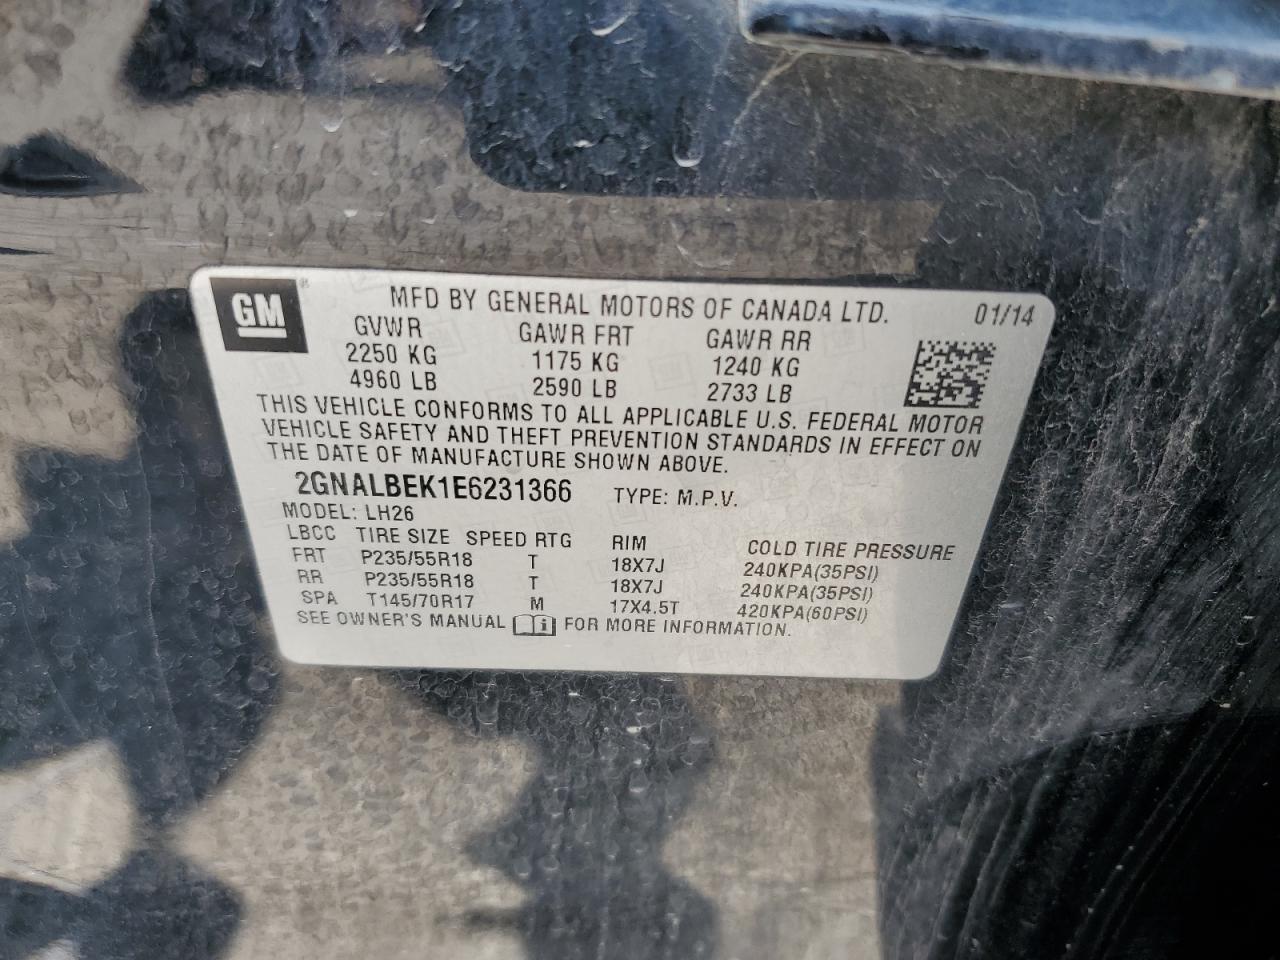 GM ® MFD BY GENERAL MOTORS OF CANADA LTD. 01/14
GVWR GAWR FRT GAWR RR
2250 KG 1175 KG 1240 KG
4960 LB 2590 LB 2733 LB
THIS VEHICLE CONFORMS TO ALL APPLICABLE U.S. FEDERAL MOTOR
VEHICLE SAFETY AND THEFT PREVENTION STANDARDS IN EFFECT ON
THE DATE OF MANUFACTURE SHOWN ABOVE.
2GNALBEK1E6231366 TYPE: M.P.V.
MODEL: LH26
LBCC TIRE SIZE SPEED RTG RIM COLD TIRE PRESSURE
FRT P235/55R18 T 18X7J 240KPA(35PSI)
RR P235/55R18 T 18X7J 240KPA(35PSI)
SPA T145/70R17 M 17X4.5T 420KPA(60PSI)
SEE OWNER'S MANUAL i FOR MORE INFORMATION.